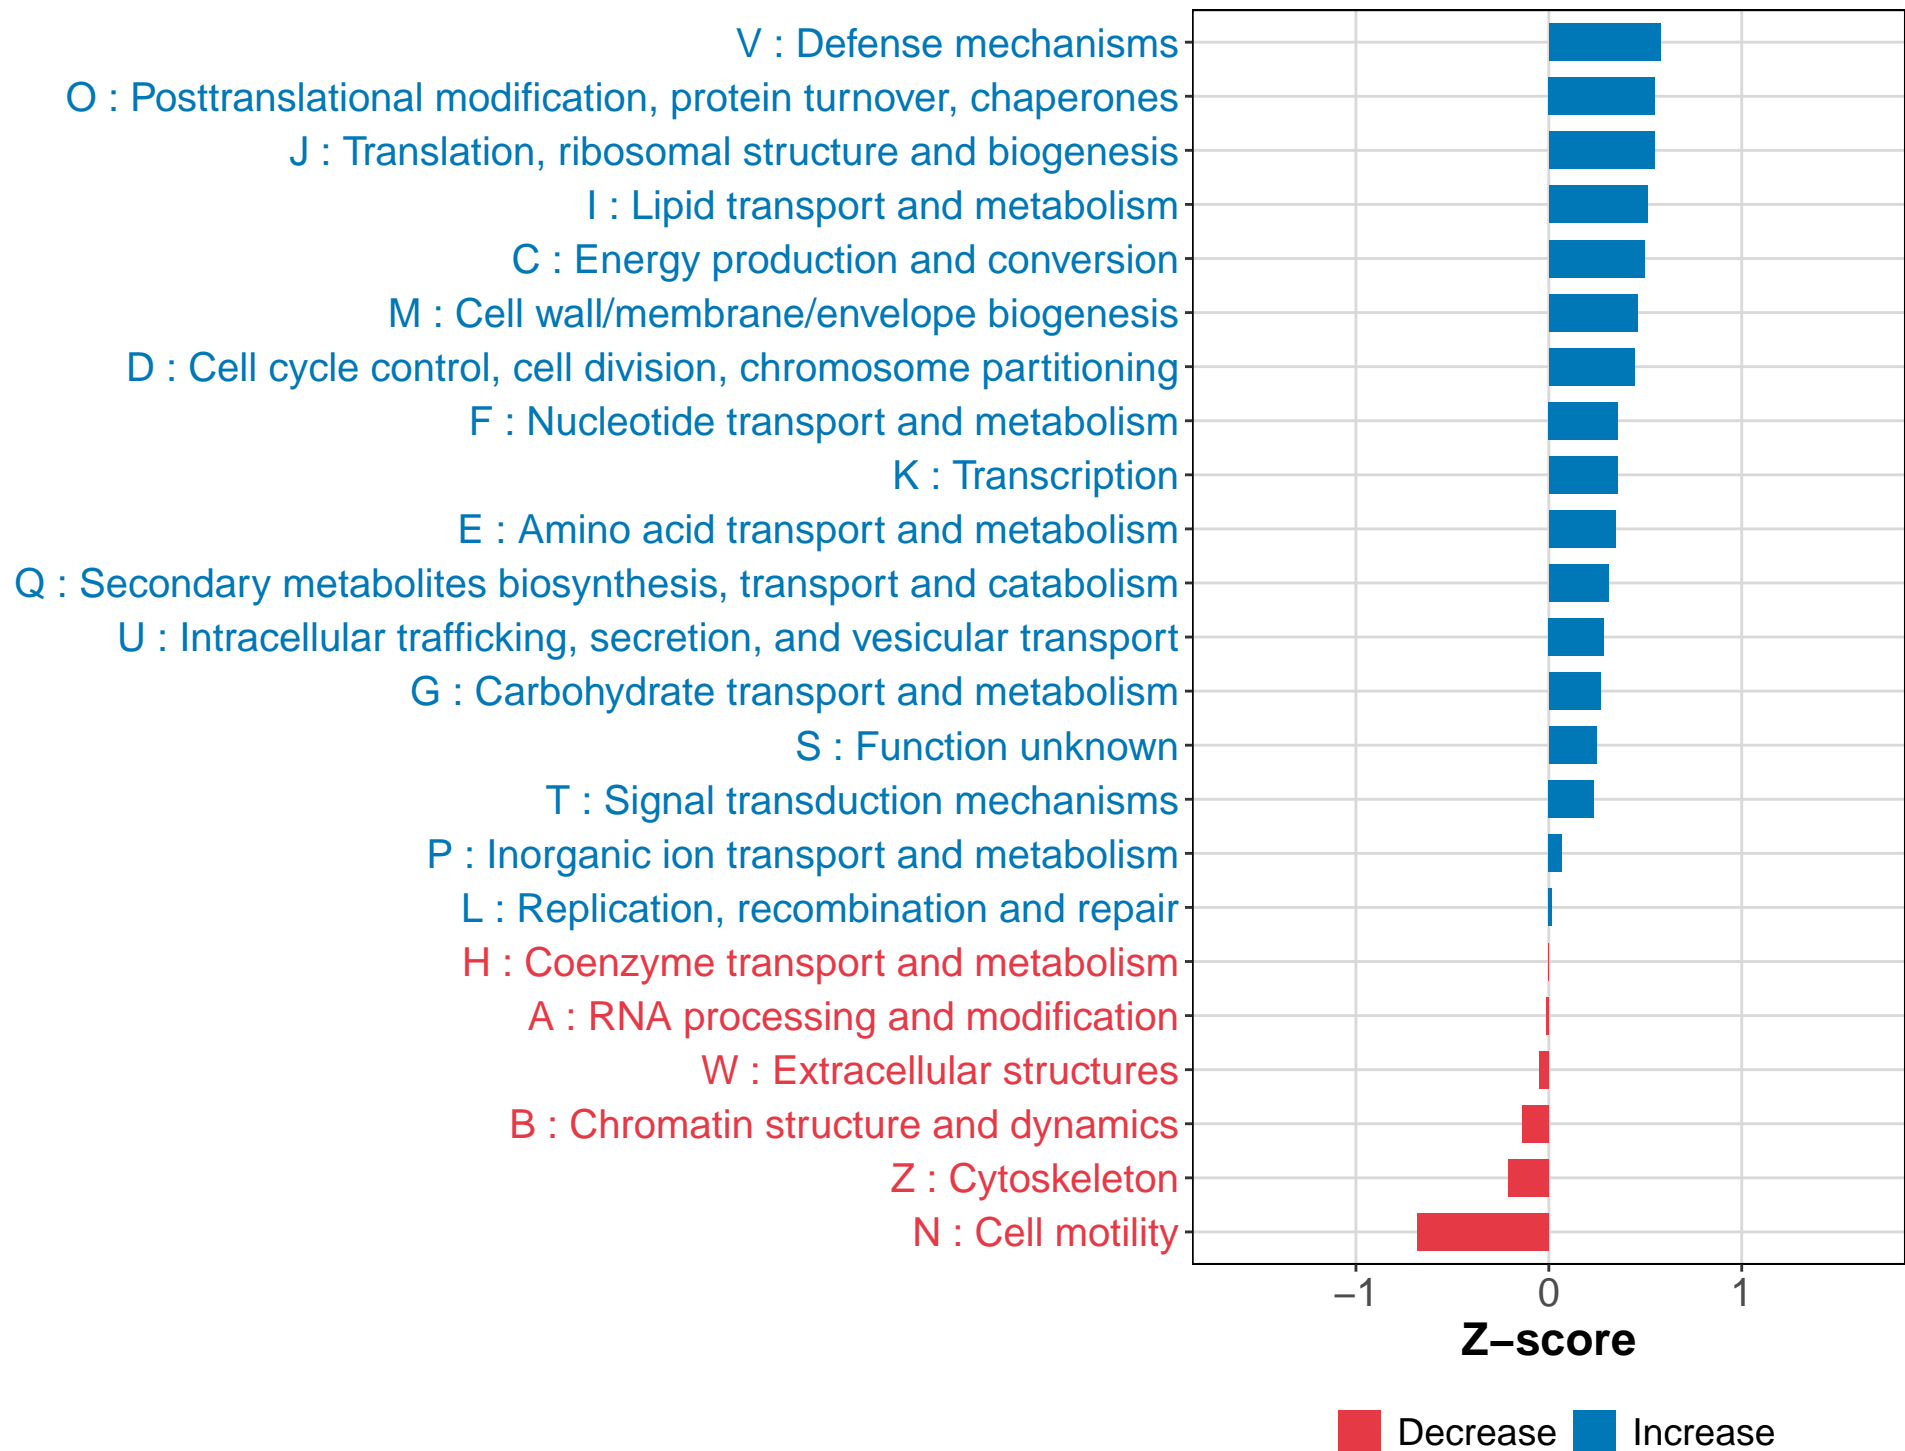 V : Defense mechanisms
O : Posttranslational modification, protein turnover, chaperones
J : Translation, ribosomal structure and biogenesis
I : Lipid transport and metabolism
C : Energy production and conversion
M : Cell wall/membrane/envelope biogenesis
D : Cell cycle control, cell division, chromosome partitioning
F : Nucleotide transport and metabolism
K : Transcription
E : Amino acid transport and metabolism
Q : Secondary metabolites biosynthesis, transport and catabolism
U : Intracellular trafficking, secretion, and vesicular transport
G : Carbohydrate transport and metabolism
S : Function unknown
T : Signal transduction mechanisms
P : Inorganic ion transport and metabolism
L : Replication, recombination and repair
H : Coenzyme transport and metabolism
A : RNA processing and modification
W : Extracellular structures
B : Chromatin structure and dynamics
Z : Cytoskeleton
N : Cell motility
−1 0 1
Z−score
Decrease Increase